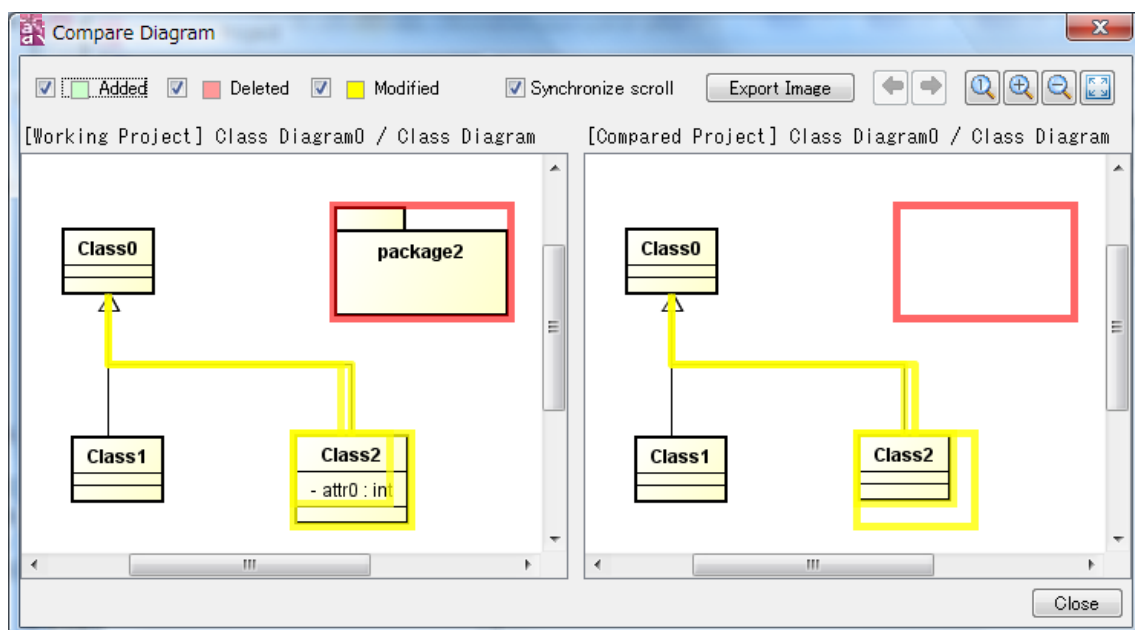 Compare Diagram
Added Deleted Modified Synchronize scroll Export Image
[Working Project] Class Diagram0 / Class Diagram
[Compared Project] Class Diagram0 / Class Diagram
Class0
package2
Class1
Class2
- attr0 : int
Class0
Class1
Class2
Close